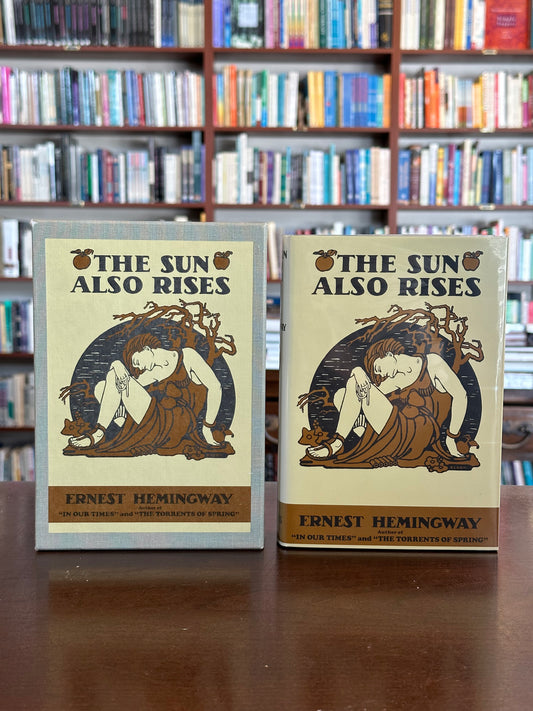 THE SUN
ALSO RISES
ERNEST HEMINGWAY
Author of
"IN OUR TIMES" and "THE TORRENTS OF SPRING"
THE SUN
ALSO RISES
ERNEST HEMINGWAY
Author of
"IN OUR TIMES" and "THE TORRENTS OF SPRING"